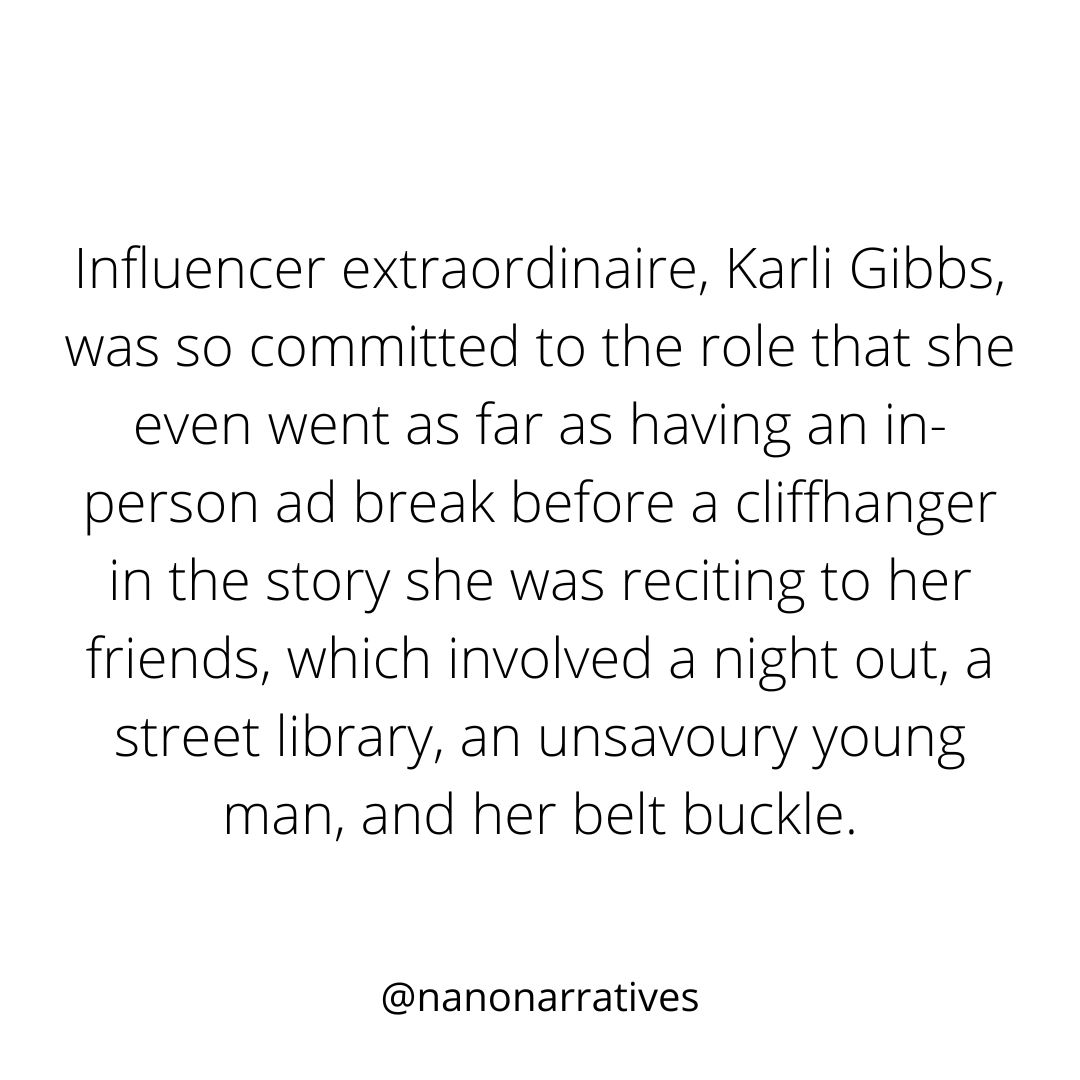 Influencer extraordinaire, Karli Gibbs,
was so committed to the role that she
even went as far as having an in-
person ad break before a cliffhanger
in the story she was reciting to her
friends, which involved a night out, a
street library, an unsavoury young
man, and her belt buckle.
@nanonarratives